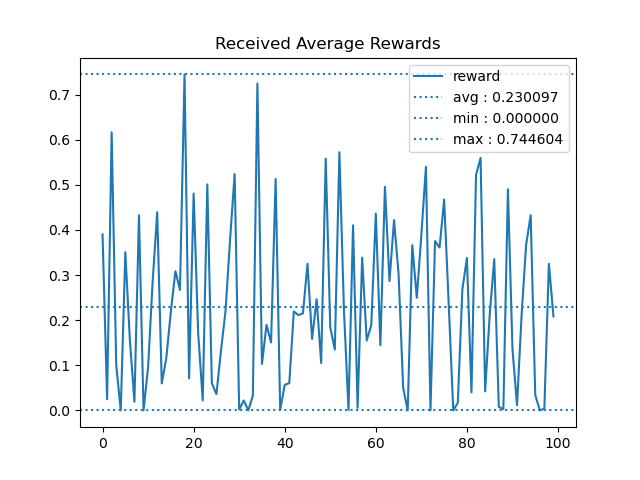 Received Average Rewards
reward
avg : 0.230097
min : 0.000000
max : 0.744604
0.7
0.6
0.5
0.4
0.3
0.2
0.1
0.0
0 20 40 60 80 100